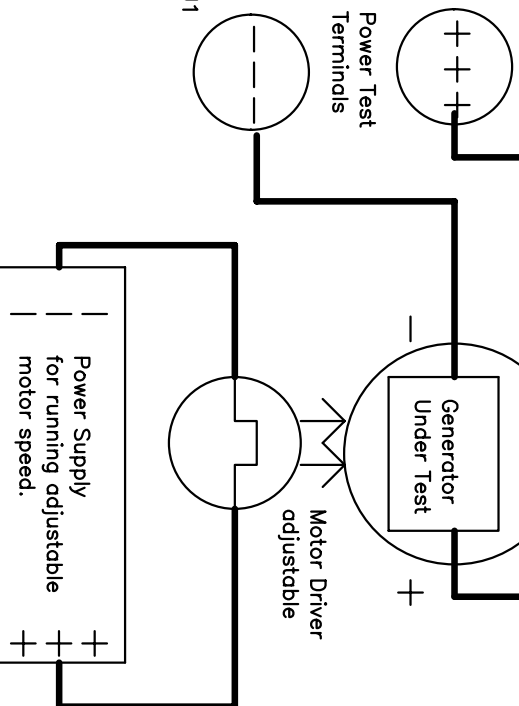 + + +
Generator
Under Test
− +
Power Test
Terminals
− − −
Motor Driver
adjustable
Power Supply
for running adjustable
motor speed.
− − −
+ + +